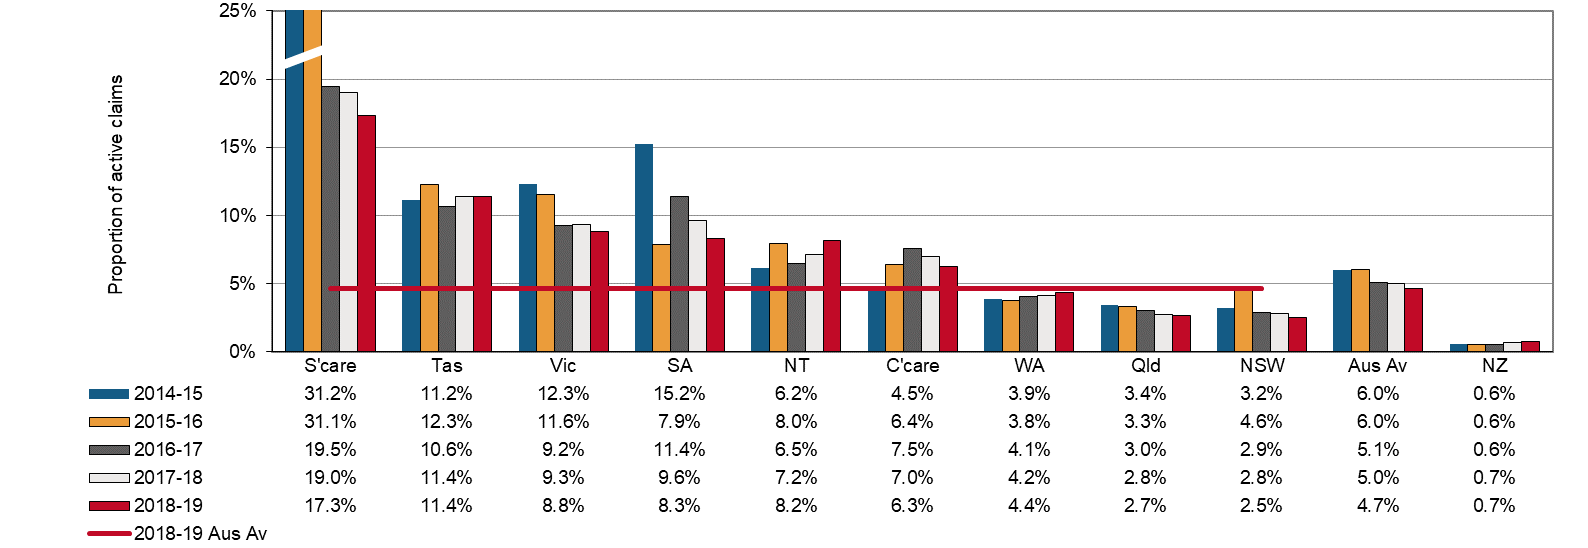 25%
20%
15%
10%
5%
0%
Proportion of active claims
S'care Tas Vic SA NT C'care WA Qld NSW Aus Av NZ
2014-15 31.2% 11.2% 12.3% 15.2% 6.2% 4.5% 3.9% 3.4% 3.2% 6.0% 0.6%
2015-16 31.1% 12.3% 11.6% 7.9% 8.0% 6.4% 3.8% 3.3% 4.6% 6.0% 0.6%
2016-17 19.5% 10.6% 9.2% 11.4% 6.5% 7.5% 4.1% 3.0% 2.9% 5.1% 0.6%
2017-18 19.0% 11.4% 9.3% 9.6% 7.2% 7.0% 4.2% 2.8% 2.8% 5.0% 0.7%
2018-19 17.3% 11.4% 8.8% 8.3% 8.2% 6.3% 4.4% 2.7% 2.5% 4.7% 0.7%
2018-19 Aus Av